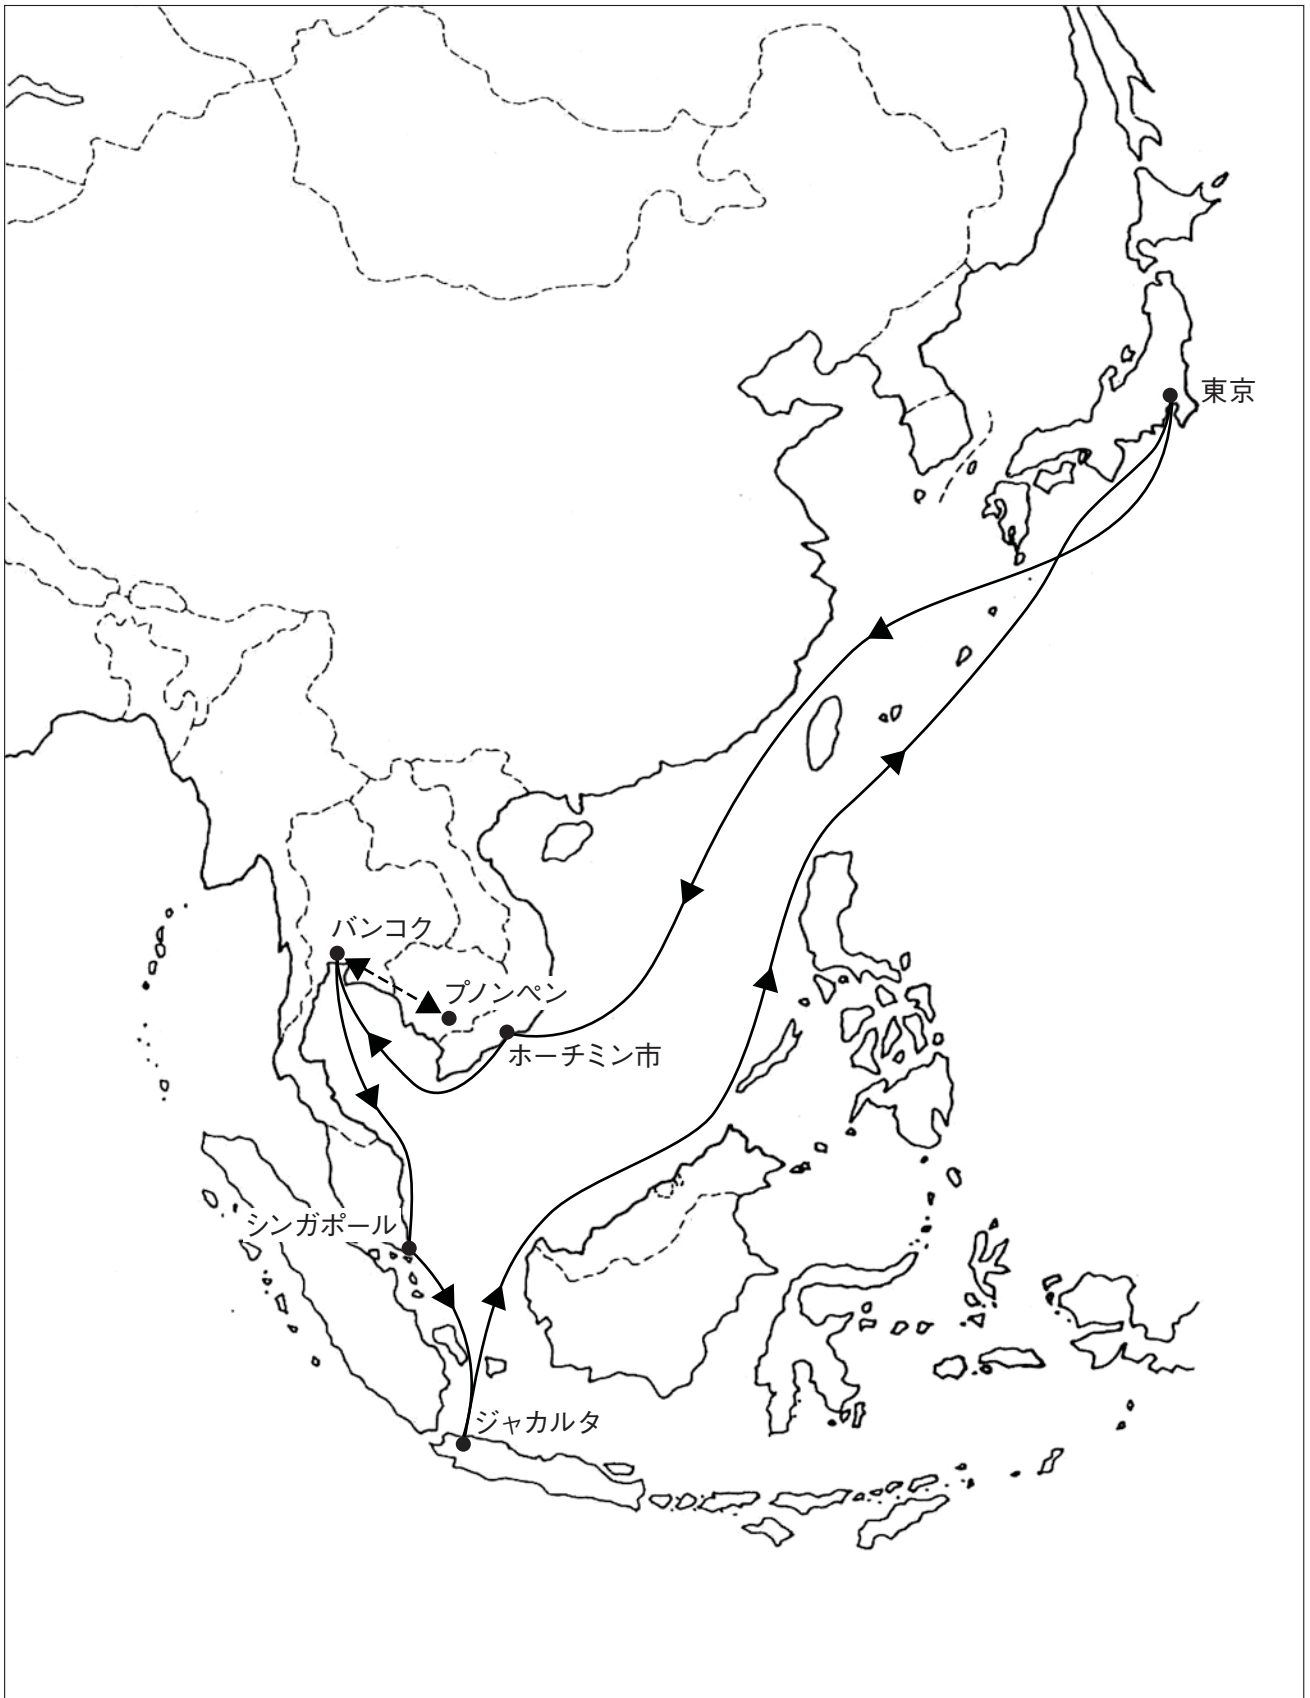 東京
バンコク
プノンペン
ホーチミン市
シンガポール
ジャカルタ